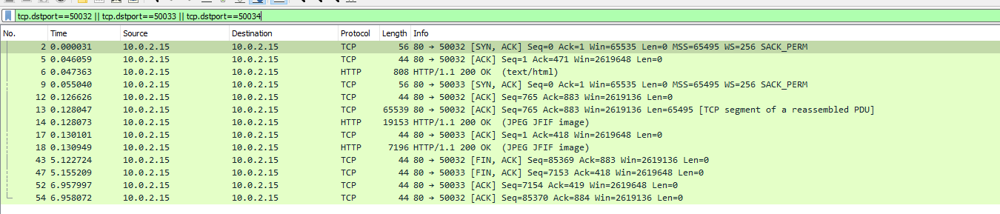 tcp.dstport==50032 || tcp.dstport==50033 || tcp.dstport==50034
No. Time Source Destination Protocol Length Info
2 0.000031 10.0.2.15 10.0.2.15 TCP 56 80 → 50032 [SYN, ACK] Seq=0 Ack=1 Win=65535 Len=0 MSS=65495 WS=256 SACK_PERM
5 0.046059 10.0.2.15 10.0.2.15 TCP 44 80 → 50032 [ACK] Seq=1 Ack=471 Win=2619648 Len=0
6 0.047363 10.0.2.15 10.0.2.15 HTTP 808 HTTP/1.1 200 OK (text/html)
9 0.055040 10.0.2.15 10.0.2.15 TCP 56 80 → 50033 [SYN, ACK] Seq=0 Ack=1 Win=65535 Len=0 MSS=65495 WS=256 SACK_PERM
12 0.126626 10.0.2.15 10.0.2.15 TCP 44 80 → 50032 [ACK] Seq=765 Ack=883 Win=2619136 Len=0
13 0.128047 10.0.2.15 10.0.2.15 TCP 65539 80 → 50032 [ACK] Seq=765 Ack=883 Win=2619136 Len=65495 [TCP segment of a reassembled PDU]
14 0.128073 10.0.2.15 10.0.2.15 HTTP 19153 HTTP/1.1 200 OK (JPEG JFIF image)
17 0.130101 10.0.2.15 10.0.2.15 TCP 44 80 → 50033 [ACK] Seq=1 Ack=418 Win=2619648 Len=0
18 0.130949 10.0.2.15 10.0.2.15 HTTP 7196 HTTP/1.1 200 OK (JPEG JFIF image)
43 5.122724 10.0.2.15 10.0.2.15 TCP 44 80 → 50032 [FIN, ACK] Seq=85369 Ack=883 Win=2619136 Len=0
47 5.155209 10.0.2.15 10.0.2.15 TCP 44 80 → 50033 [FIN, ACK] Seq=7153 Ack=418 Win=2619648 Len=0
52 6.957997 10.0.2.15 10.0.2.15 TCP 44 80 → 50033 [ACK] Seq=7154 Ack=419 Win=2619648 Len=0
54 6.958072 10.0.2.15 10.0.2.15 TCP 44 80 → 50032 [ACK] Seq=85370 Ack=884 Win=2619136 Len=0